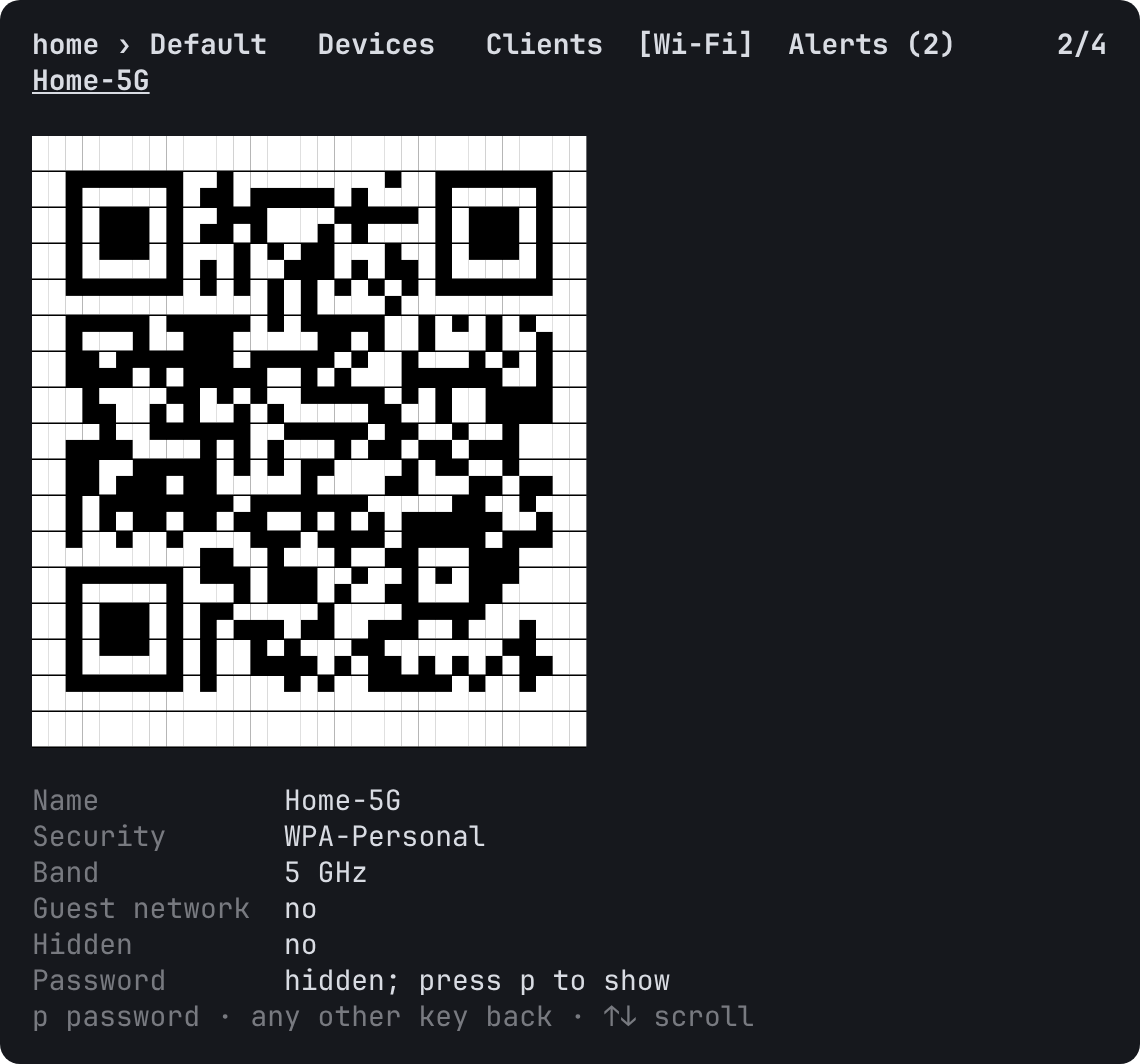 home › Default   Devices   Clients  [Wi-Fi]  Alerts (2)      2/4
Home-5G
Name           Home-5G
Security       WPA-Personal
Band           5 GHz
Guest network  no
Hidden         no
Password       hidden; press p to show
p password · any other key back · ↑↓ scroll